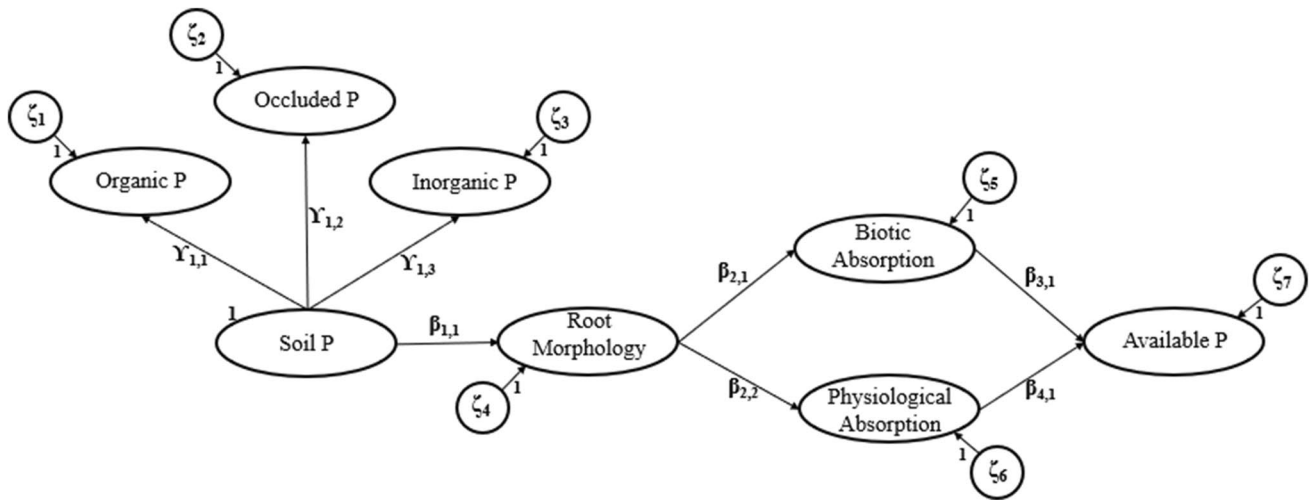 ζ₂
1
Occluded P
ζ₁
1
Organic P
ζ₃
1
Inorganic P
ϒ₁,₁
ϒ₁,₂
ϒ₁,₃
1
Soil P
β₁,₁
Root
Morphology
ζ₄
1
β₂,₁
β₂,₂
ζ₅
1
Biotic
Absorption
Physiological
Absorption
1
ζ₆
β₃,₁
β₄,₁
ζ₇
1
Available P